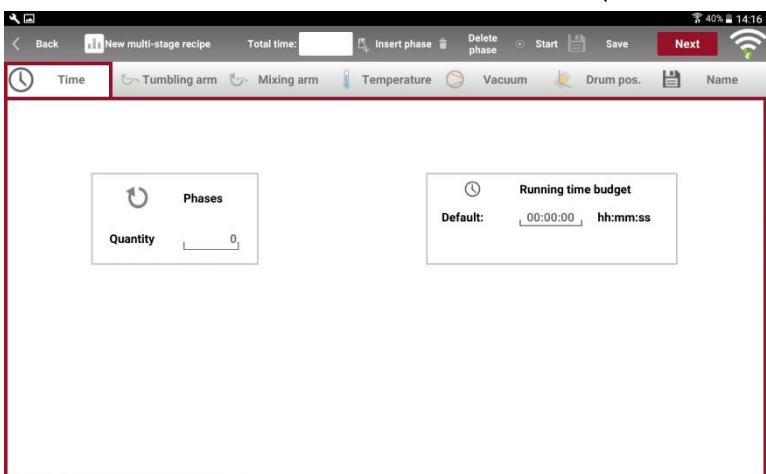 40% 14:16
Back New multi-stage recipe Total time: Insert phase Delete phase Start Save Next
Time Tumbling arm Mixing arm Temperature Vacuum Drum pos. Name
Phases
Quantity 0
Running time budget
Default: 00:00:00 hh:mm:ss